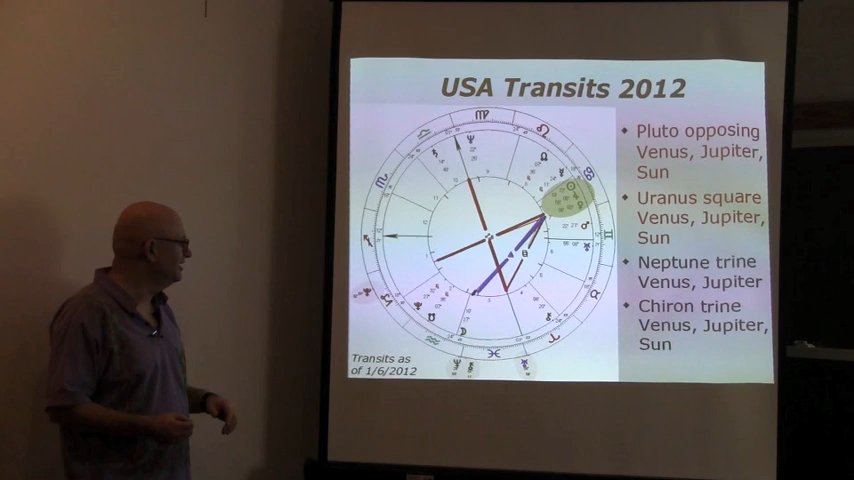 USA Transits 2012
Pluto opposing
Venus, Jupiter,
Sun
Uranus square
Venus, Jupiter,
Sun
Neptune trine
Venus, Jupiter
Chiron trine
Venus, Jupiter,
Sun
Transits as
of 1/6/2012